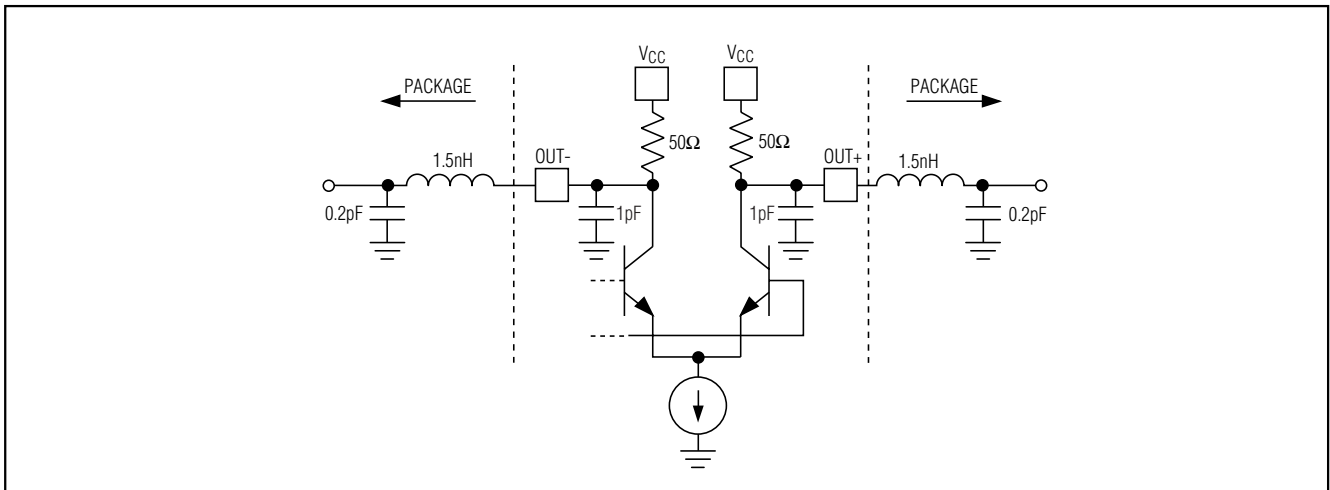 VCC VCC
PACKAGE PACKAGE
50Ω 50Ω
1.5nH OUT- OUT+ 1.5nH
0.2pF 1pF 1pF 0.2pF